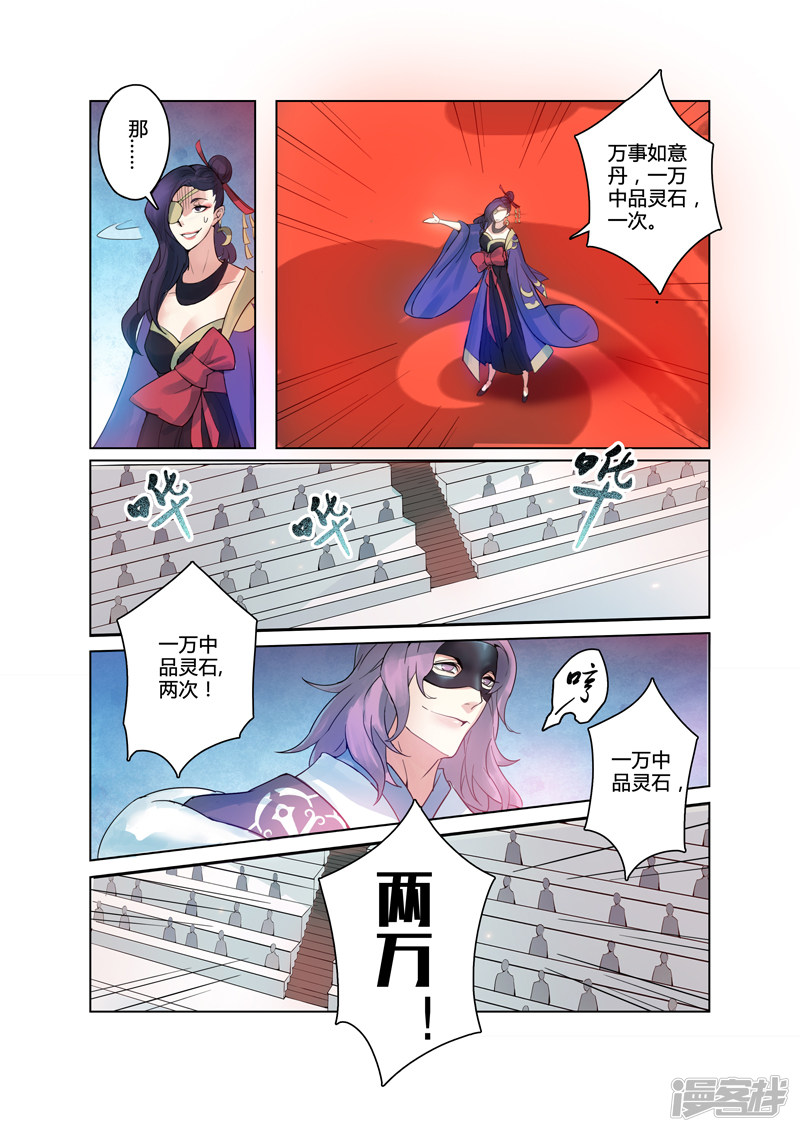 那
……
万事如意
丹，一万
中品灵石，
一次。
哗
哗
哗
一万中
品灵石，
两次！
哼
一万中
品灵石，
两
万
！
漫客栈